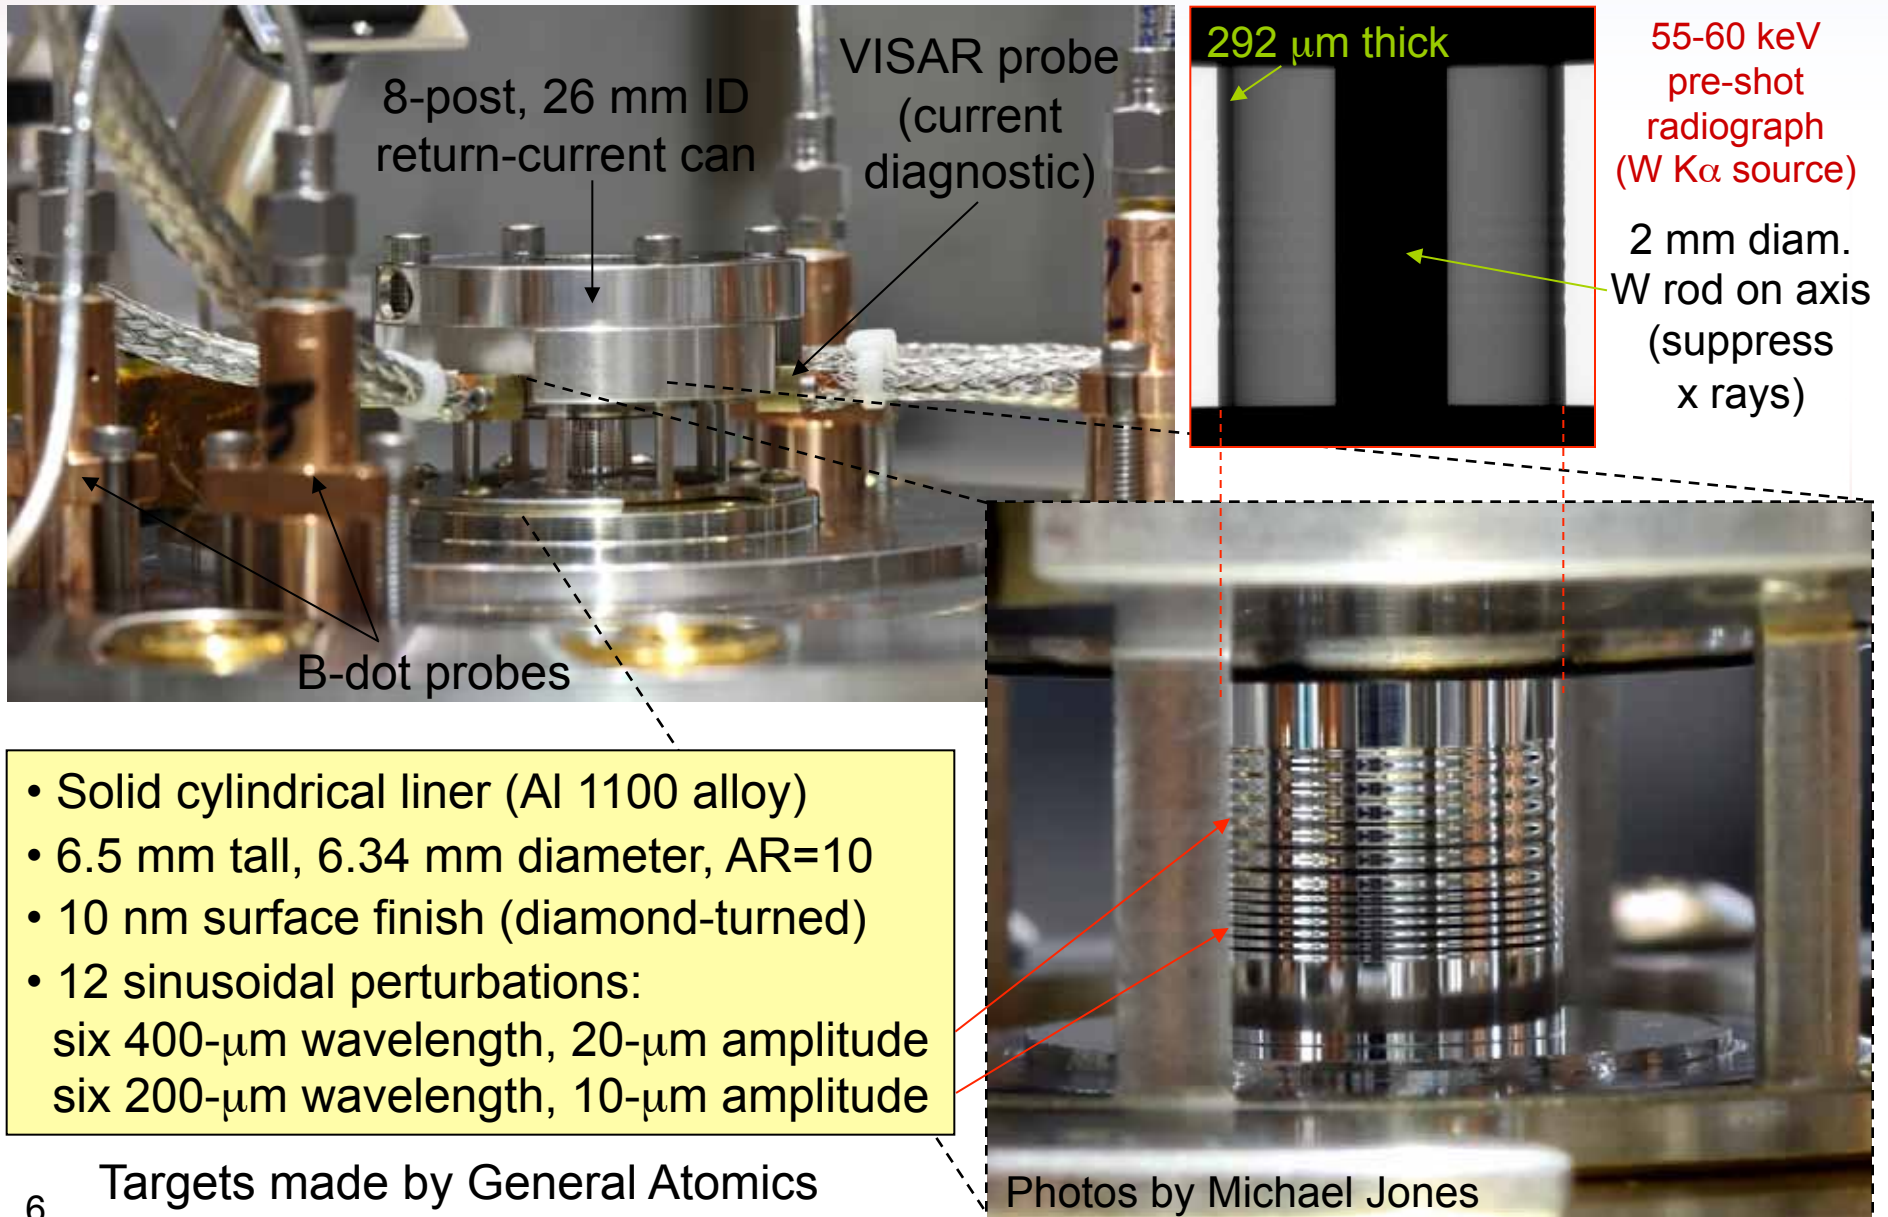 8-post, 26 mm ID
return-current can
VISAR probe
(current
diagnostic)
B-dot probes
292 μm thick
55-60 keV
pre-shot
radiograph
(W Kα source)
2 mm diam.
W rod on axis
(suppress
x rays)
• Solid cylindrical liner (Al 1100 alloy)
• 6.5 mm tall, 6.34 mm diameter, AR=10
• 10 nm surface finish (diamond-turned)
• 12 sinusoidal perturbations:
six 400-μm wavelength, 20-μm amplitude
six 200-μm wavelength, 10-μm amplitude
Targets made by General Atomics
Photos by Michael Jones
6